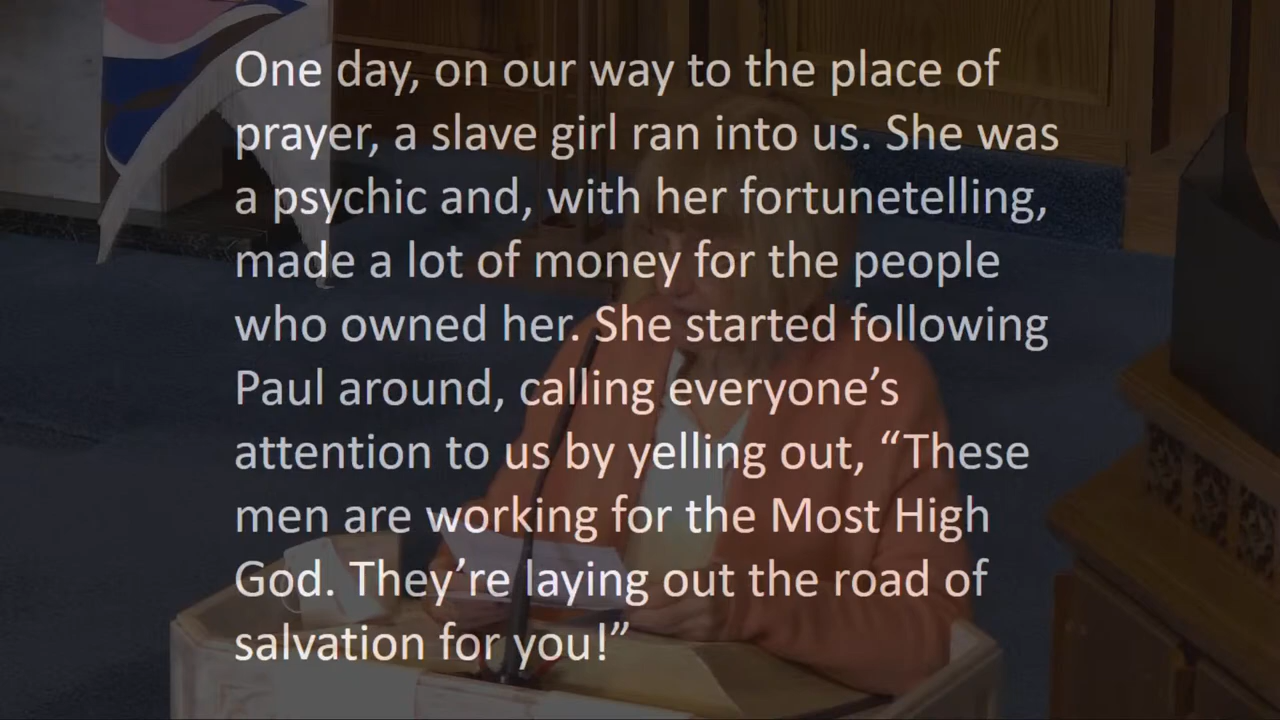 One day, on our way to the place of
prayer, a slave girl ran into us. She was
a psychic and, with her fortunetelling,
made a lot of money for the people
who owned her. She started following
Paul around, calling everyone’s
attention to us by yelling out, “These
men are working for the Most High
God. They’re laying out the road of
salvation for you!”